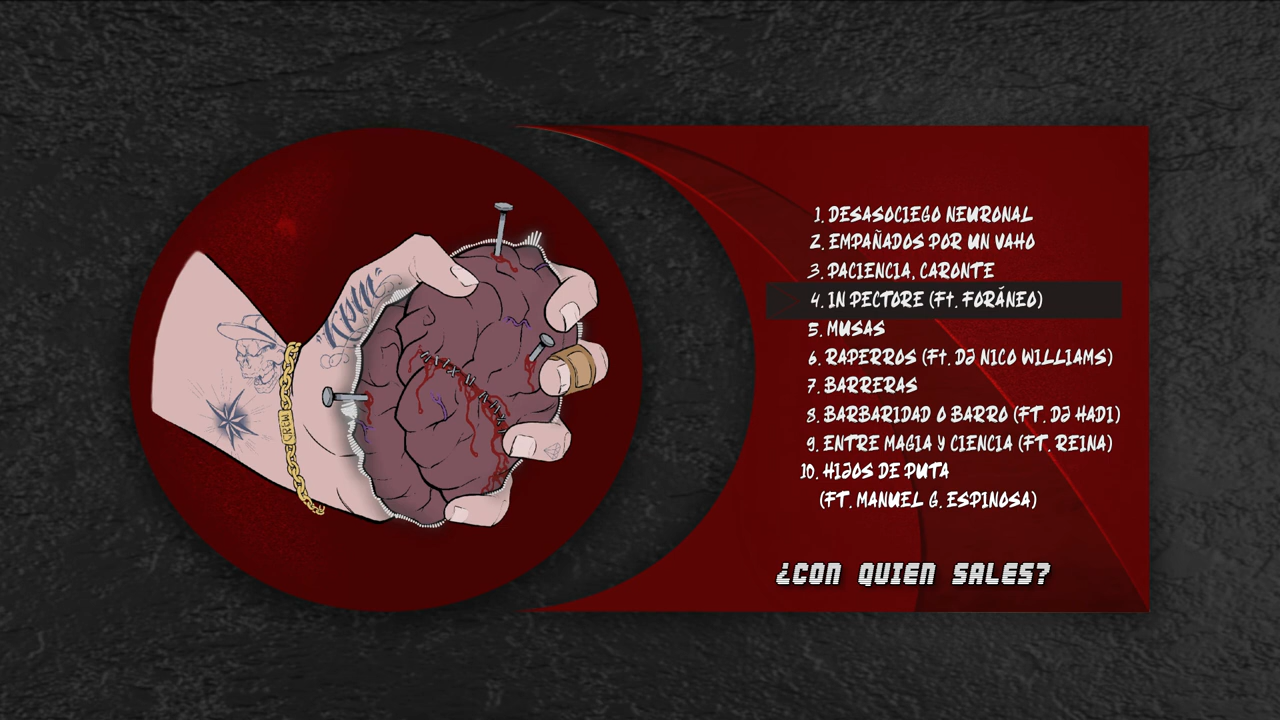 "Kpm"
CREW
1. DESASOCIEGO NEURONAL
2. EMPAÑADOS POR UN VAHO
3. PACIENCIA, CARONTE
4. IN PECTORE (Ft. FORÁNEO)
5. MUSAS
6. RAPERROS (Ft. DJ NICO WILLIAMS)
7. BARRERAS
8. BARBARIDAD O BARRO (FT. DJ HADI)
9. ENTRE MAGIA Y CIENCIA (FT. REINA)
10. HIJOS DE PUTA
(FT. MANUEL G. ESPINOSA)
¿CON QUIEN SALES?